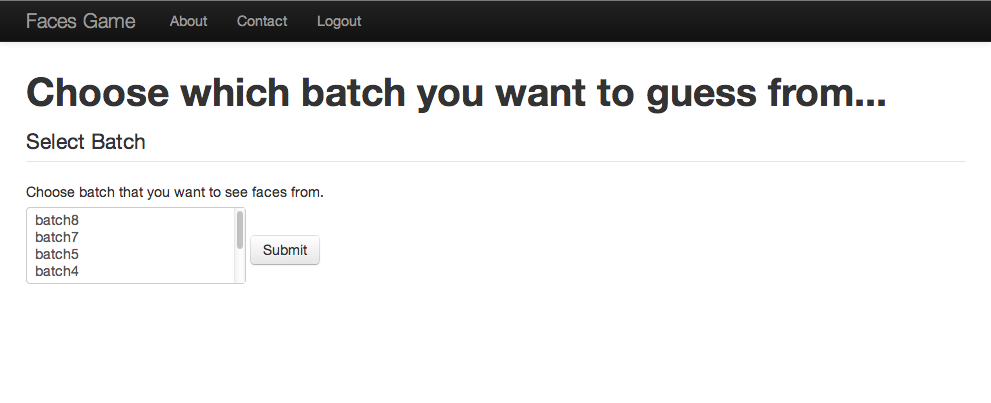 Faces Game About Contact Logout
Choose which batch you want to guess from...
Select Batch
Choose batch that you want to see faces from.
batch8
batch7
batch5
batch4
Submit